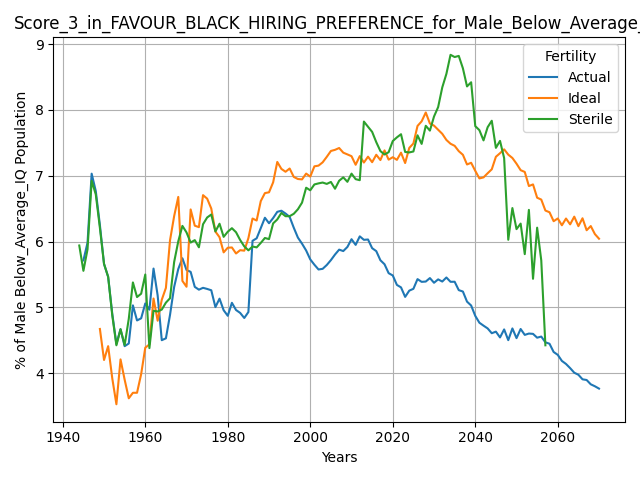 Score_3_in_FAVOUR_BLACK_HIRING_PREFERENCE_for_Male_Below_Average_
Fertility
Actual
Ideal
Sterile
% of Male Below_Average_IQ Population
9
8
7
6
5
4
1940 1960 1980 2000 2020 2040 2060
Years